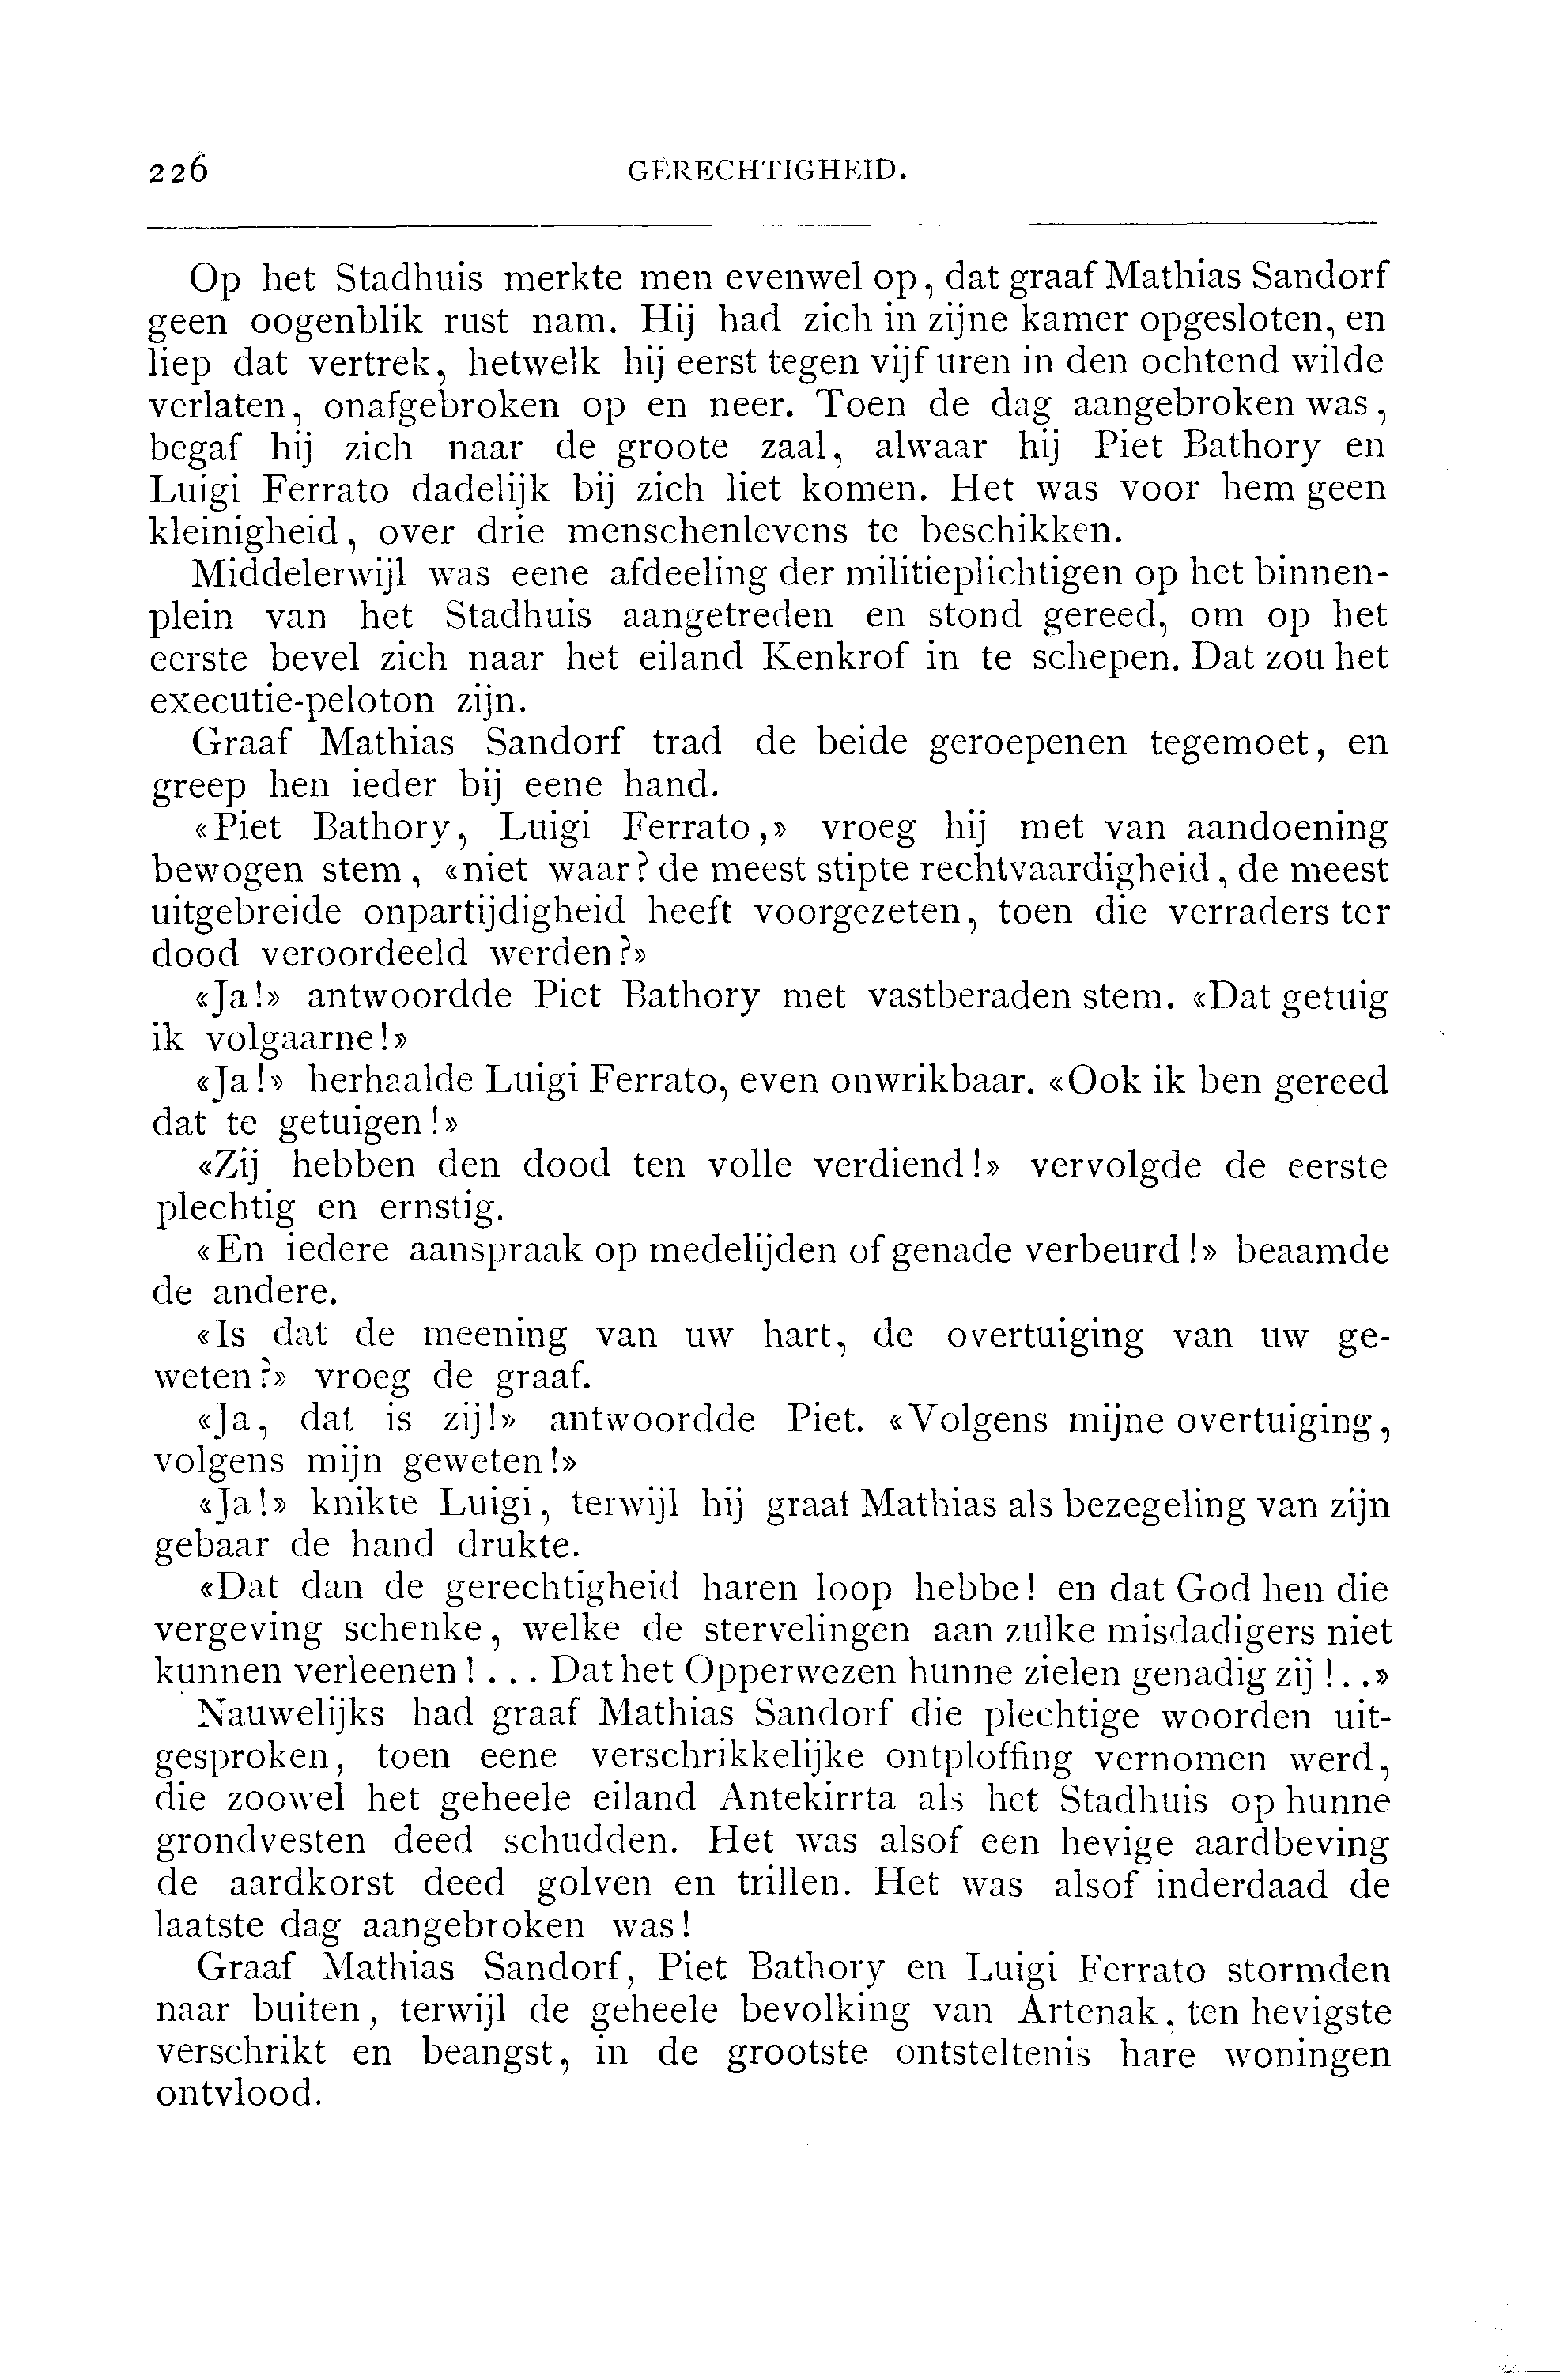 226
GERECHTIGHEID.
Op het Stadhuis merkte men evenwel op, dat graaf Mathias Sandorf
geen oogenblik rust nam. Hij had zich in zijne kamer opgesloten, en
liep dat vertrek, hetwelk hij eerst tegen vijf uren in den ochtend wilde
verlaten, onafgebroken op en neer. Toen de dag aangebroken was,
begaf hij zich naar de groote zaal, alwaar hij Piet Bathory en
Luigi Ferrato dadelijk bij zich liet komen. Het was voor hem geen
kleinigheid, over drie menschenlevens te beschikken.
Middelerwijl was eene afdeeling der militieplichtigen op het binnen-
plein van het Stadhuis aangetreden en stond gereed, om op het
eerste bevel zich naar het eiland Kenkrof in te schepen. Dat zou het
executie-peloton zijn.
Graaf Mathias Sandorf trad de beide geroepenen tegemoet, en
greep hen ieder bij eene hand.
«Piet Bathory, Luigi Ferrato,» vroeg hij met van aandoening
bewogen stem, «niet waar? de meest stipte rechtvaardigheid, de meest
uitgebreide onpartijdigheid heeft voorgezeten, toen die verraders ter
dood veroordeeld werden?»
«Ja!» antwoordde Piet Bathory met vastberaden stem. «Dat getuig
ik volgaarne!»
«Ja!» herhaalde Luigi Ferrato, even onwrikbaar. «Ook ik ben gereed
dat te getuigen!»
«Zij hebben den dood ten volle verdiend!» vervolgde de eerste
plechtig en ernstig.
«En iedere aanspraak op medelijden of genade verbeurd!» beaamde
de andere.
«Is dat de meening van uw hart, de overtuiging van uw ge-
weten?» vroeg de graaf.
«Ja, dat is zij!» antwoordde Piet. «Volgens mijne overtuiging,
volgens mijn geweten!»
«Ja!» knikte Luigi, terwijl hij graaf Mathias als bezegeling van zijn
gebaar de hand drukte.
«Dat dan de gerechtigheid haren loop hebbe! en dat God hen die
vergeving schenke, welke de stervelingen aan zulke misdadigers niet
kunnen verleenen!... Dat het Opperwezen hunne zielen genadig zij!..»
Nauwelijks had graaf Mathias Sandorf die plechtige woorden uit-
gesproken, toen eene verschrikkelijke ontploffing vernomen werd,
die zoowel het geheele eiland Antekirrta als het Stadhuis op hunne
grondvesten deed schudden. Het was alsof een hevige aardbeving
de aardkorst deed golven en trillen. Het was alsof inderdaad de
laatste dag aangebroken was!
Graaf Mathias Sandorf, Piet Bathory en Luigi Ferrato stormden
naar buiten, terwijl de geheele bevolking van Artenak, ten hevigste
verschrikt en beangst, in de grootste ontsteltenis hare woningen
ontvlood.